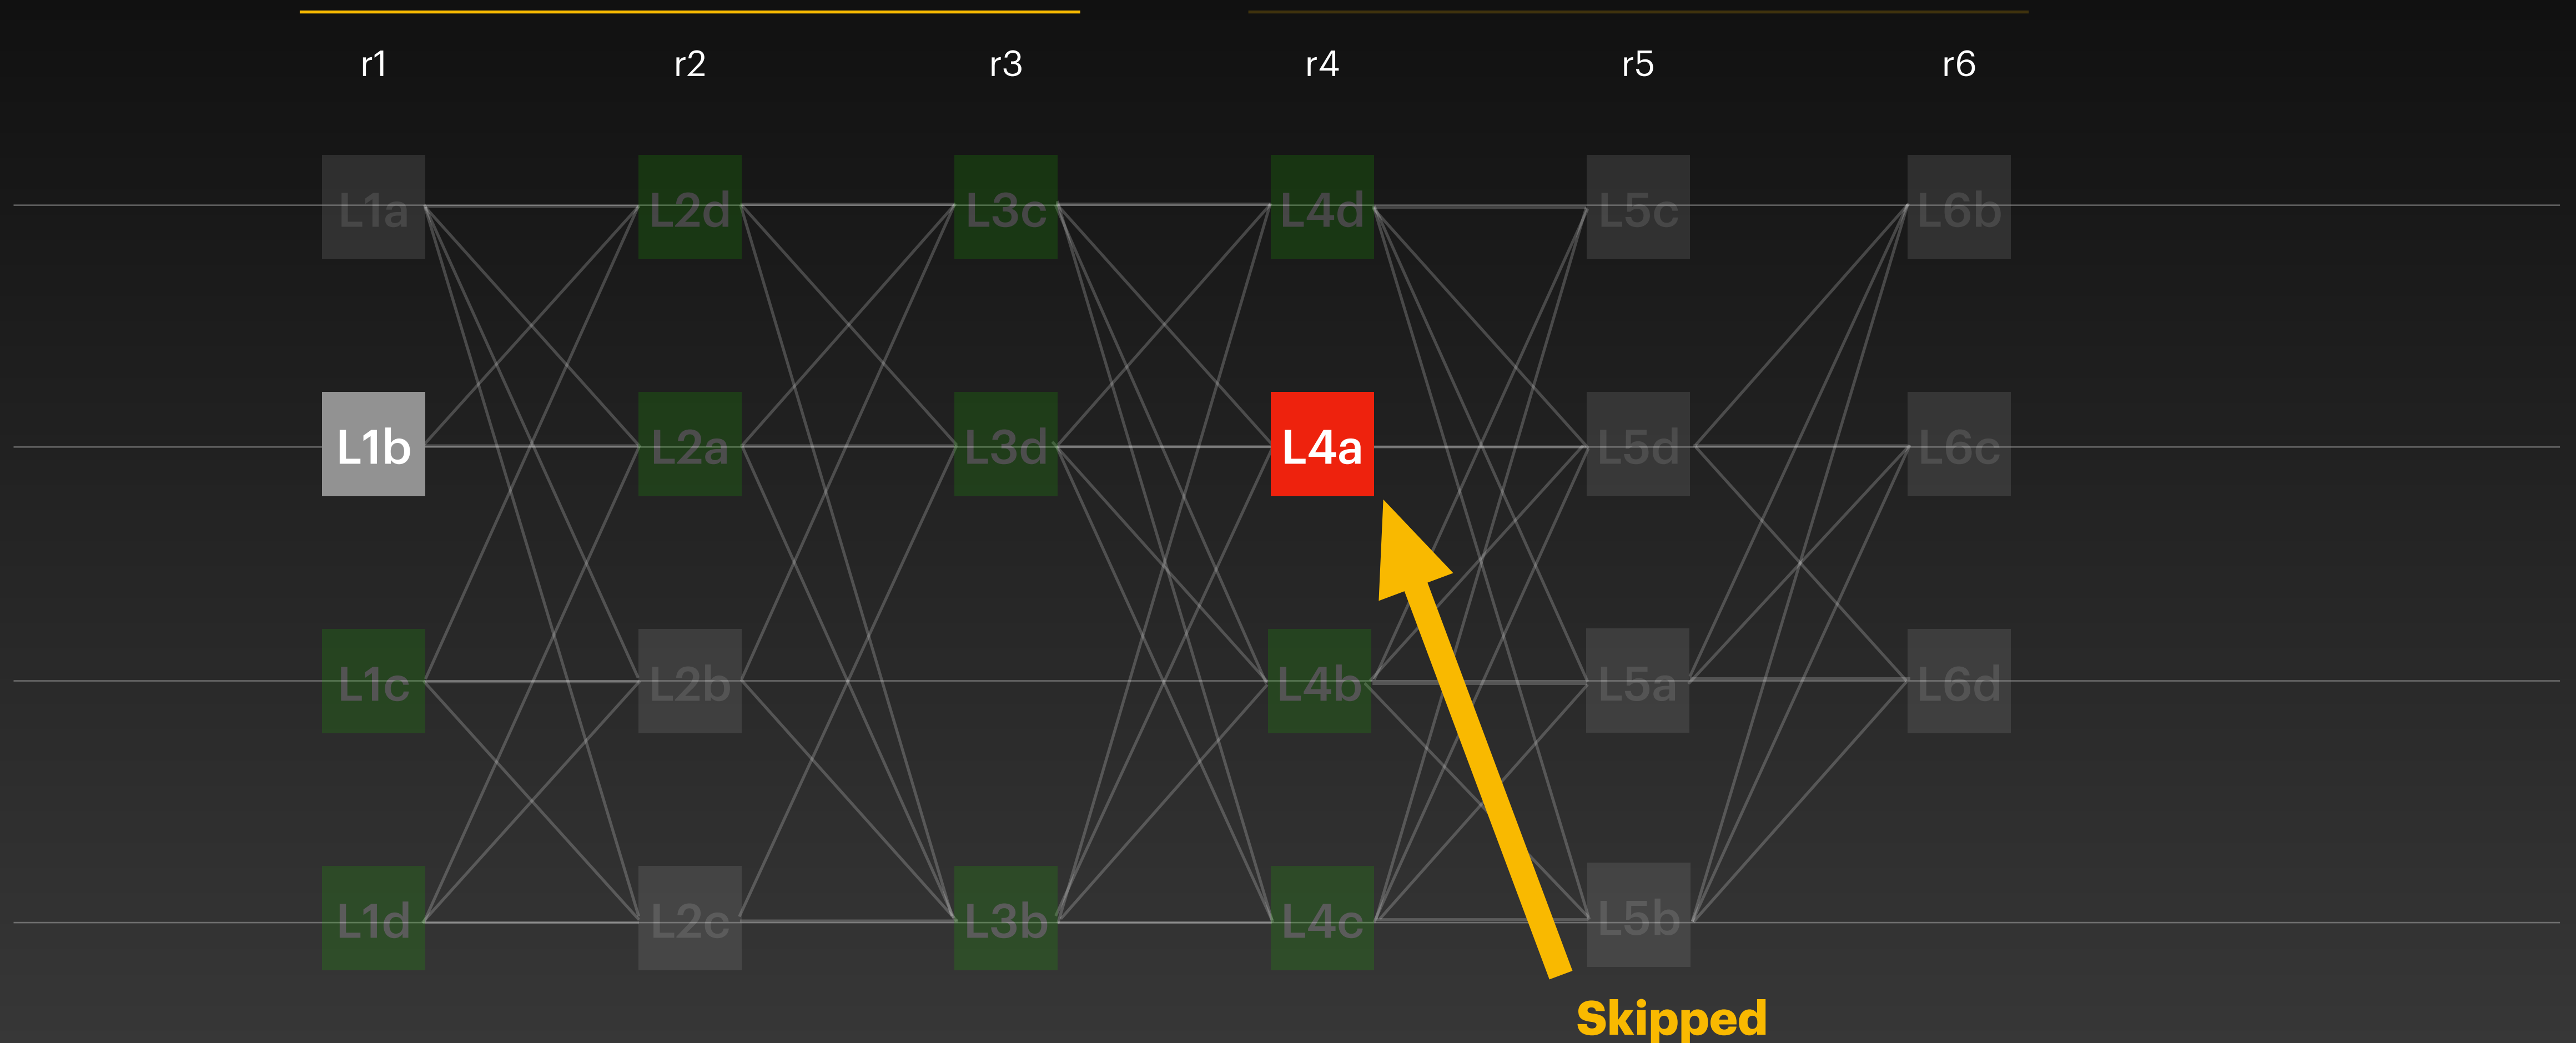 r1 r2 r3 r4 r5 r6
L1a L2d L3c L4d L5c L6b
L1b L2a L3d L4a L5d L6c
L1c L2b L4b L5a L6d
L1d L2c L3b L4c L5b
Skipped